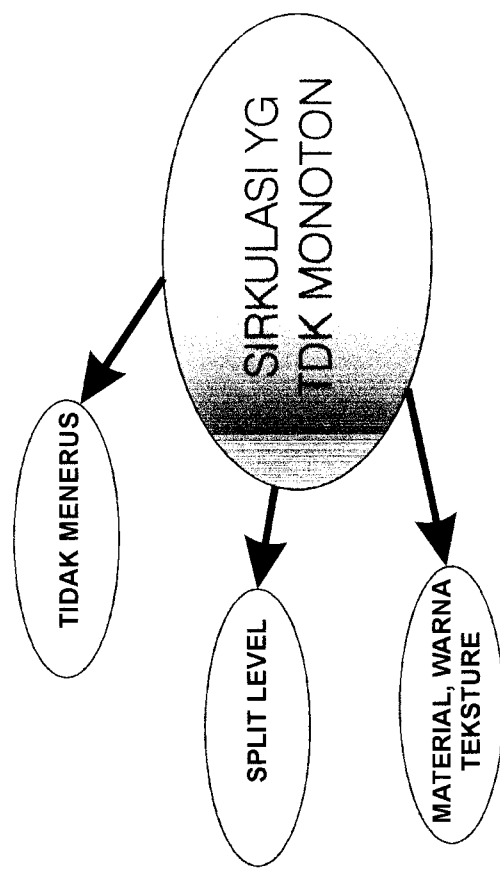 SIRKULASI YG
TDK MONOTON
TIDAK MENERUS
SPLIT LEVEL
MATERIAL, WARNA
TEKSTURE